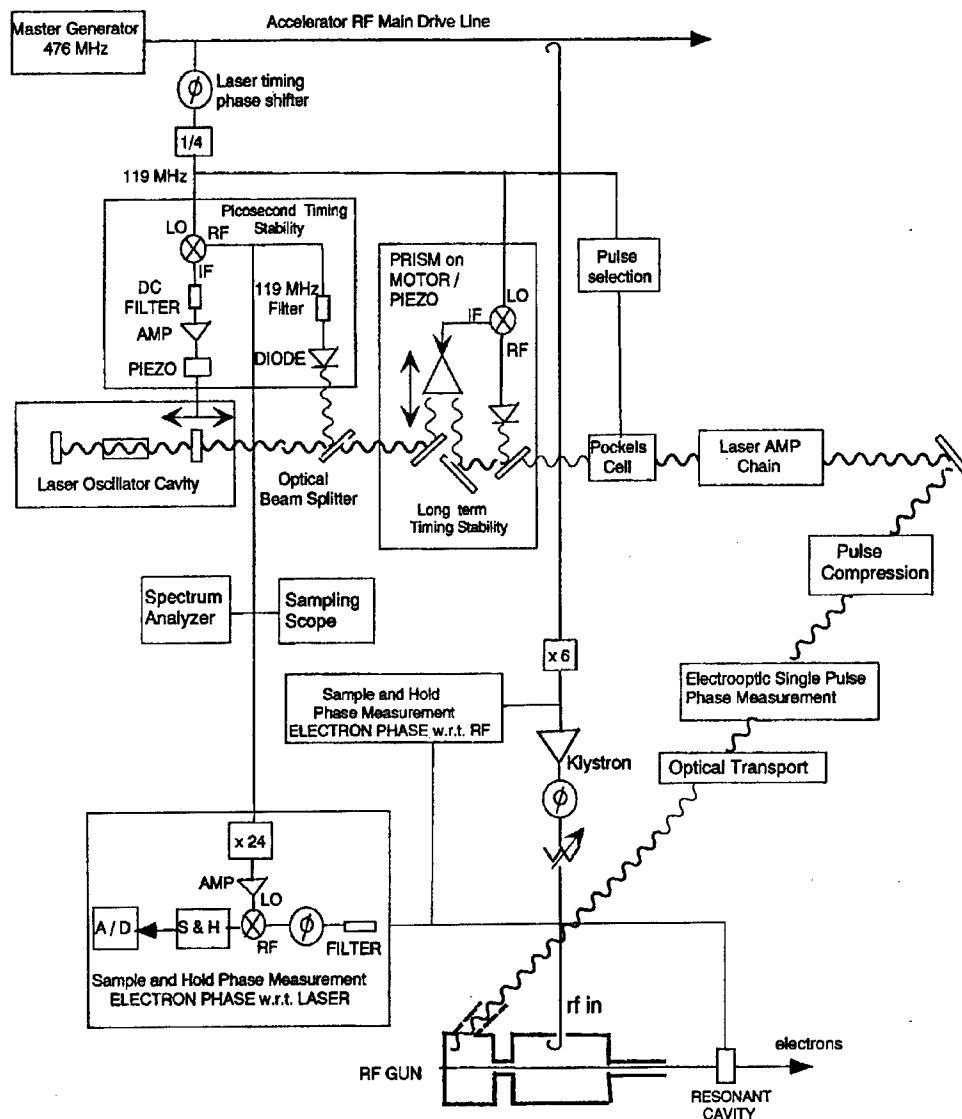 Accelerator RF Main Drive Line
Master Generator
476 MHz
Laser timing
phase shifter
ϕ
1/4
119 MHz
Picosecond Timing
Stability
LO
RF
IF
DC
FILTER
AMP
PIEZO
119 MHz
Filter
DIODE
PRISM on
MOTOR /
PIEZO
LO
IF
RF
Pulse
selection
Laser Oscillator Cavity
Optical
Beam Splitter
Long term
Timing Stability
Pockels
Cell
Laser AMP
Chain
Pulse
Compression
Spectrum
Analyzer
Sampling
Scope
x 6
Electrooptic Single Pulse
Phase Measurement
Sample and Hold
Phase Measurement
ELECTRON PHASE w.r.t. RF
Klystron
Optical Transport
ϕ
x 24
AMP
LO
A / D
S & H
RF
ϕ
FILTER
Sample and Hold Phase Measurement
ELECTRON PHASE w.r.t. LASER
rf in
RF GUN
electrons
RESONANT
CAVITY